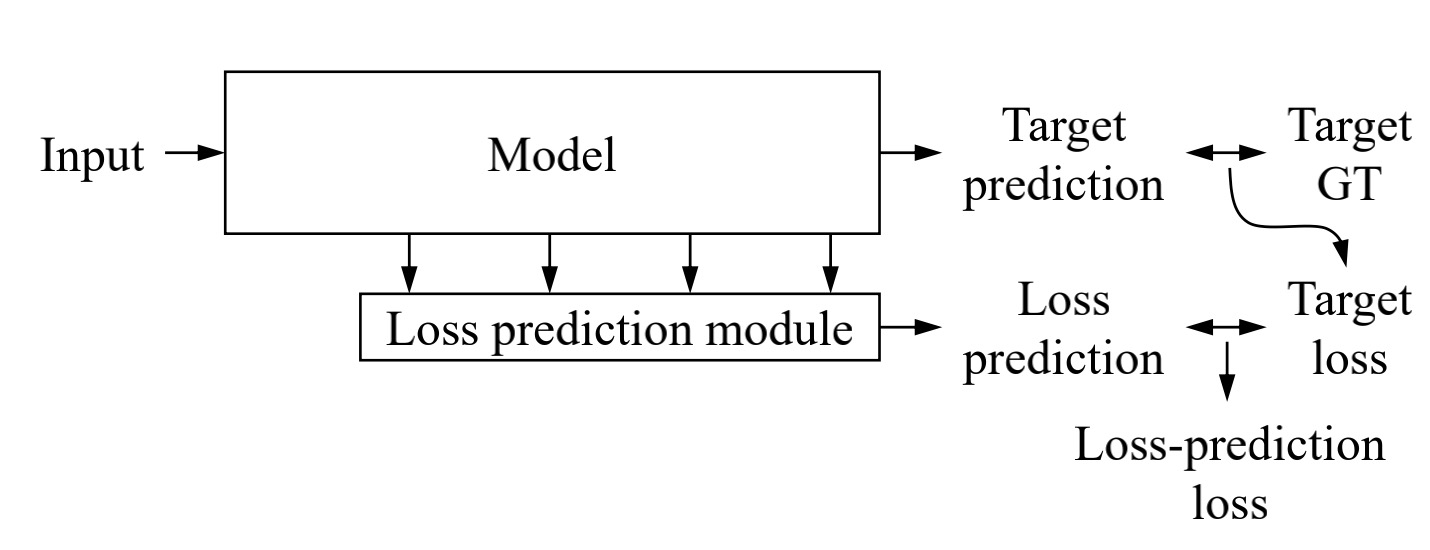 Input
Model
Target
prediction
Target
GT
Loss prediction module
Loss
prediction
Target
loss
Loss-prediction
loss